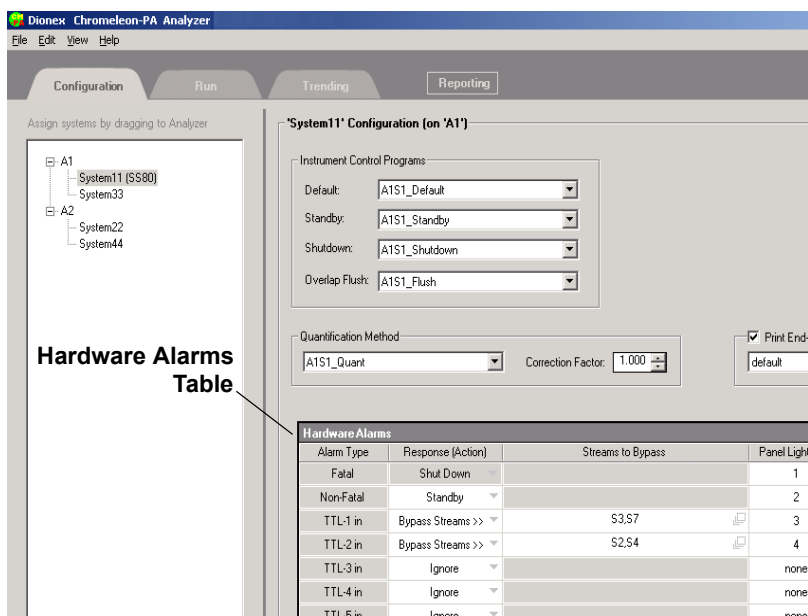 Dionex Chromeleon-PA Analyzer
File Edit View Help
Configuration Run Trending Reporting
Assign systems by dragging to Analyzer
A1
System11 (SS80)
System33
A2
System22
System44
Hardware Alarms
Table
'System11' Configuration (on 'A1')
Instrument Control Programs
Default: A1S1_Default
Standby: A1S1_Standby
Shutdown: A1S1_Shutdown
Overlap Flush: A1S1_Flush
Quantification Method
A1S1_Quant Correction Factor: 1.000
Print End-
default
Hardware Alarms
Alarm Type Response (Action) Streams to Bypass Panel Light
Fatal Shut Down 1
Non-Fatal Standby 2
TTL-1 in Bypass Streams >> S3,S7 3
TTL-2 in Bypass Streams >> S2,S4 4
TTL-3 in Ignore none
TTL-4 in Ignore none
TTL-5 in Ignore none